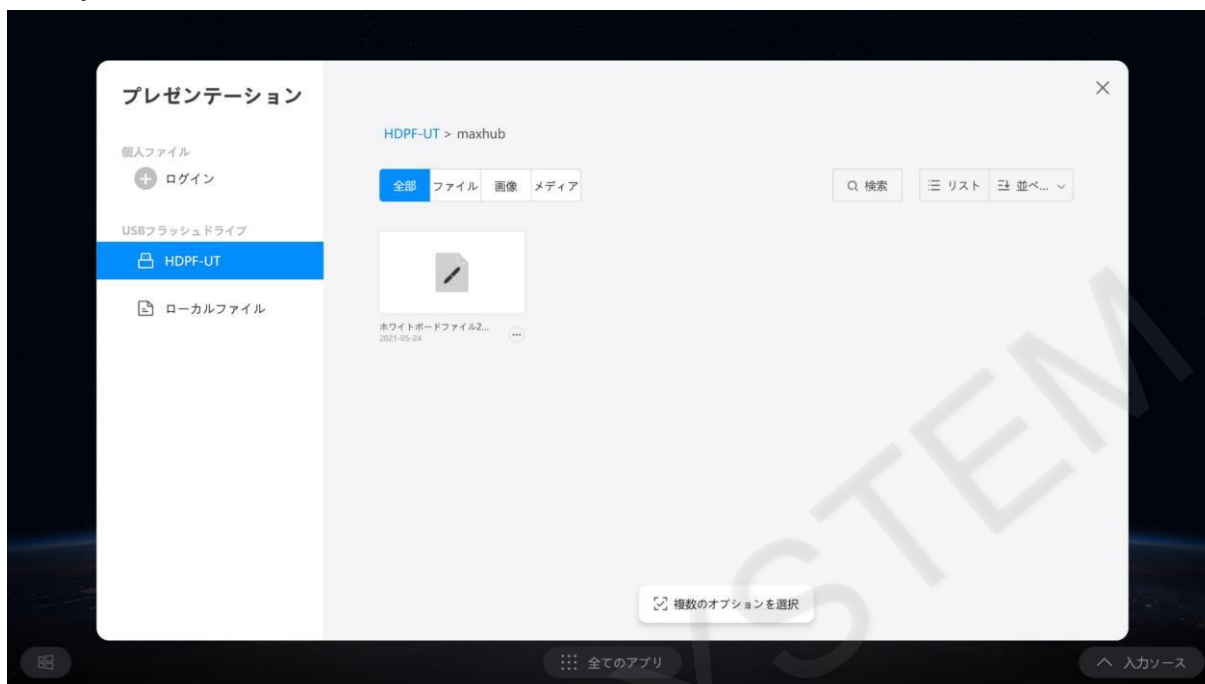 プレゼンテーション
個人ファイル
ログイン
USBフラッシュドライブ
HDPF-UT
ローカルファイル
HDPF-UT > maxhub
全部 ファイル 画像 メディア
検索 リスト 並べ...
ホワイトボードファイル2...
2021-05-24
複数のオプションを選択
全てのアプリ
入力ソース
YSTEM